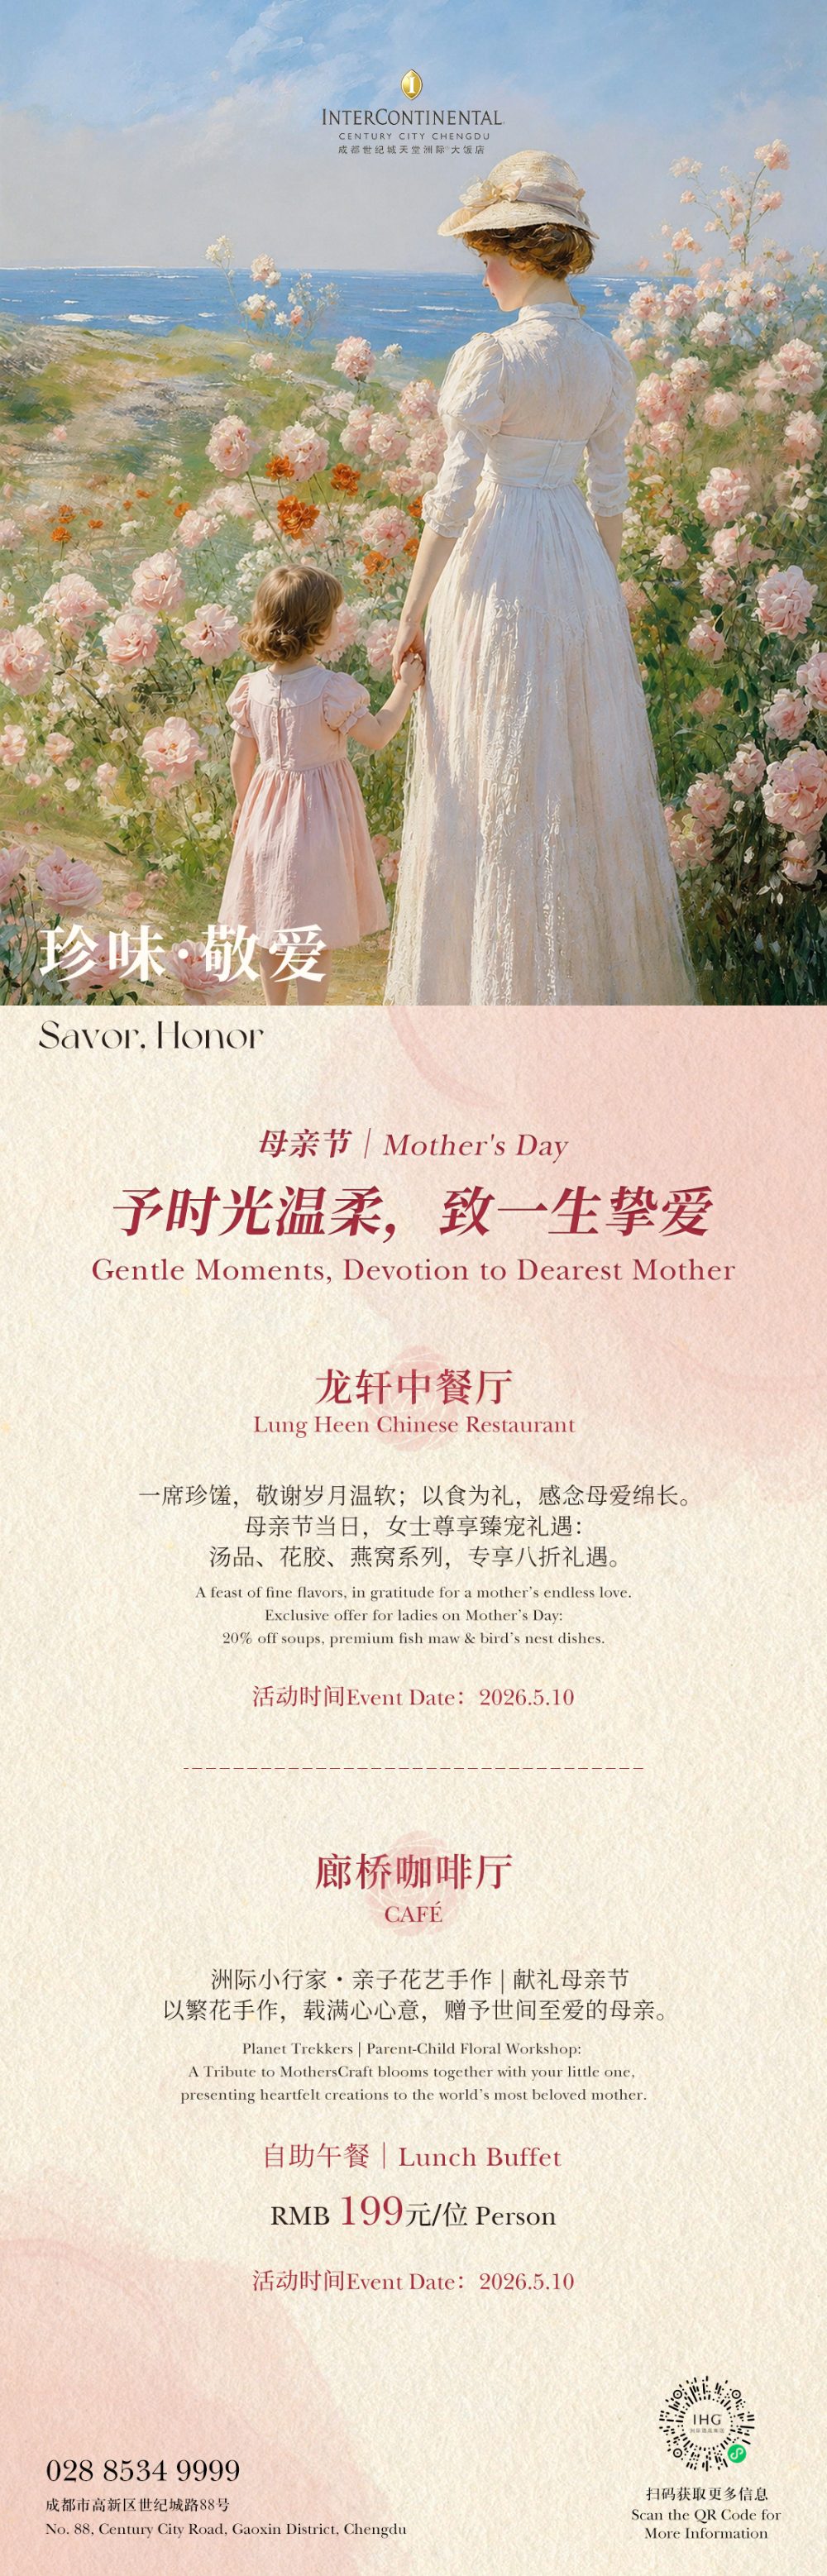 INTERCONTINENTAL
CENTURY CITY CHENGDU
成都世纪城天堂洲际大饭店
珍味·敬爱
Savor. Honor
母亲节｜Mother's Day
予时光温柔，致一生挚爱
Gentle Moments, Devotion to Dearest Mother
龙轩中餐厅
Lung Heen Chinese Restaurant
一席珍馐，敬谢岁月温软；以食为礼，感念母爱绵长。
母亲节当日，女士尊享臻宠礼遇：
汤品、花胶、燕窝系列，专享八折礼遇。
A feast of fine flavors, in gratitude for a mother's endless love.
Exclusive offer for ladies on Mother's Day:
20% off soups, premium fish maw & bird's nest dishes.
活动时间Event Date：2026.5.10
廊桥咖啡厅
CAFÉ
洲际小行家·亲子花艺手作 | 献礼母亲节
以繁花手作，载满心心意，赠予世间至爱的母亲。
Planet Trekkers | Parent-Child Floral Workshop:
A Tribute to MothersCraft blooms together with your little one,
presenting heartfelt creations to the world's most beloved mother.
自助午餐｜Lunch Buffet
RMB 199元/位 Person
活动时间Event Date：2026.5.10
IHG
028 8534 9999
成都市高新区世纪城路88号
No. 88, Century City Road, Gaoxin District, Chengdu
扫码获取更多信息
Scan the QR Code for
More Information